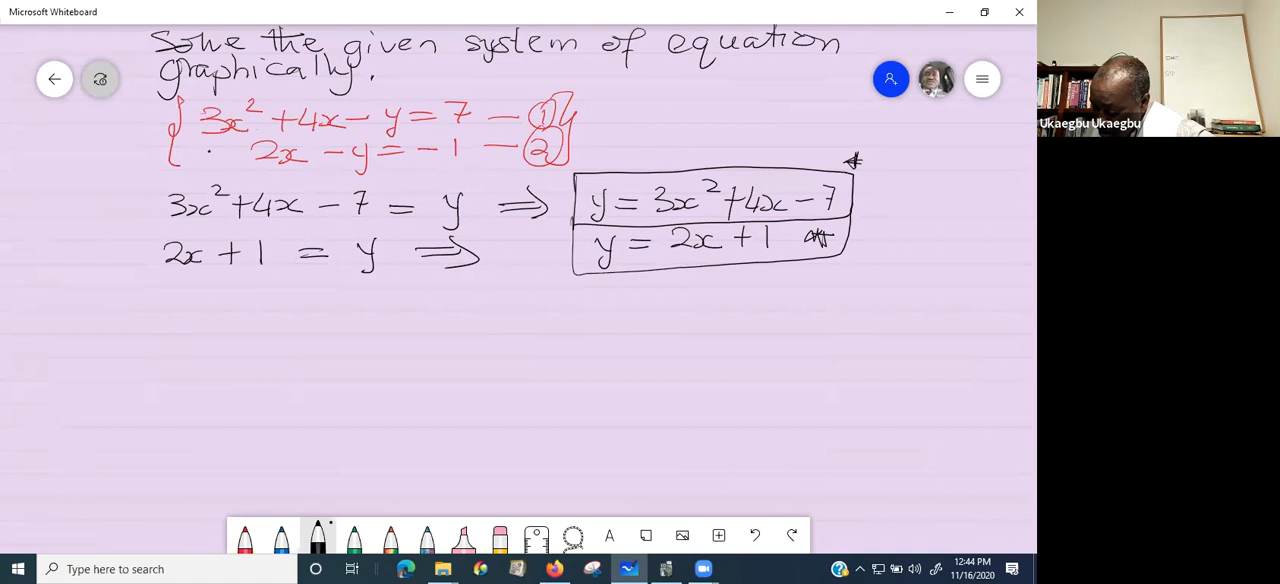 Microsoft Whiteboard
Solve the given system of equation
graphically.
3x² + 4x - y = 7 — ①
2x - y = -1 — ②
3x² + 4x - 7 = y ⟹ y = 3x² + 4x - 7 *
2x + 1 = y ⟹ y = 2x + 1 **
Ukaegbu Ukaegbu
A
Type here to search
12:44 PM
11/16/2020